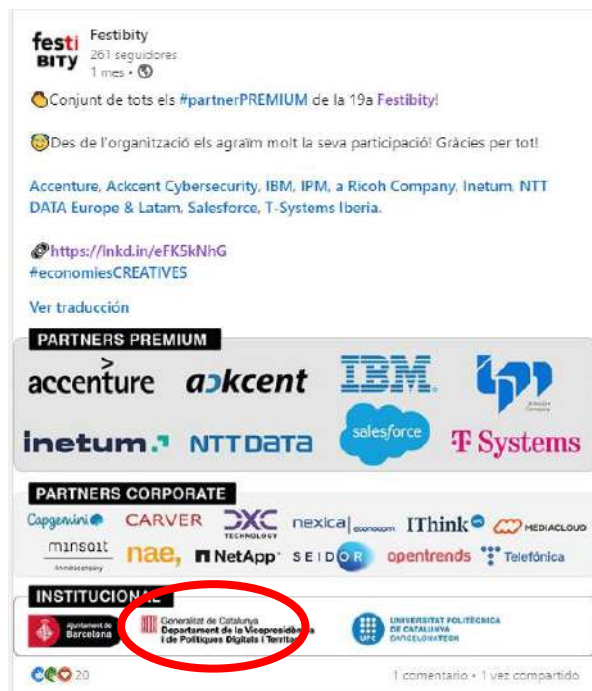 festi
BITY
Festibity
261 seguidores
1 mes •
Conjunt de tots els #partnerPREMIUM de la 19a Festibity!
Des de l'organització els agraïm molt la seva participació! Gràcies per tot!
Accenture, Ackcent Cybersecurity, IBM, IPM, a Ricoh Company, Inetum, NTT
DATA Europe & Latam, Salesforce, T-Systems Iberia.
https://lnkd.in/eFK5kNhG
#economiesCREATIVES
Ver traducción
PARTNERS PREMIUM
accenture ackcent IBM. ipm
inetum. NTT DATA salesforce T Systems
PARTNERS CORPORATE
Capgemini CARVER DXC TECHNOLOGY nexica| econocom IThink MEDIACLOUD
minsait nae, NetApp SEIDOR opentrends Telefónica
INSTITUCIONAL
Ajuntament de
Barcelona
Generalitat de Catalunya
Departament de la Vicepresidència
i de Polítiques Digitals i Territori
UPC
UNIVERSITAT POLITÈCNICA
DE CATALUNYA
BARCELONATECH
20
1 comentario • 1 vez compartido